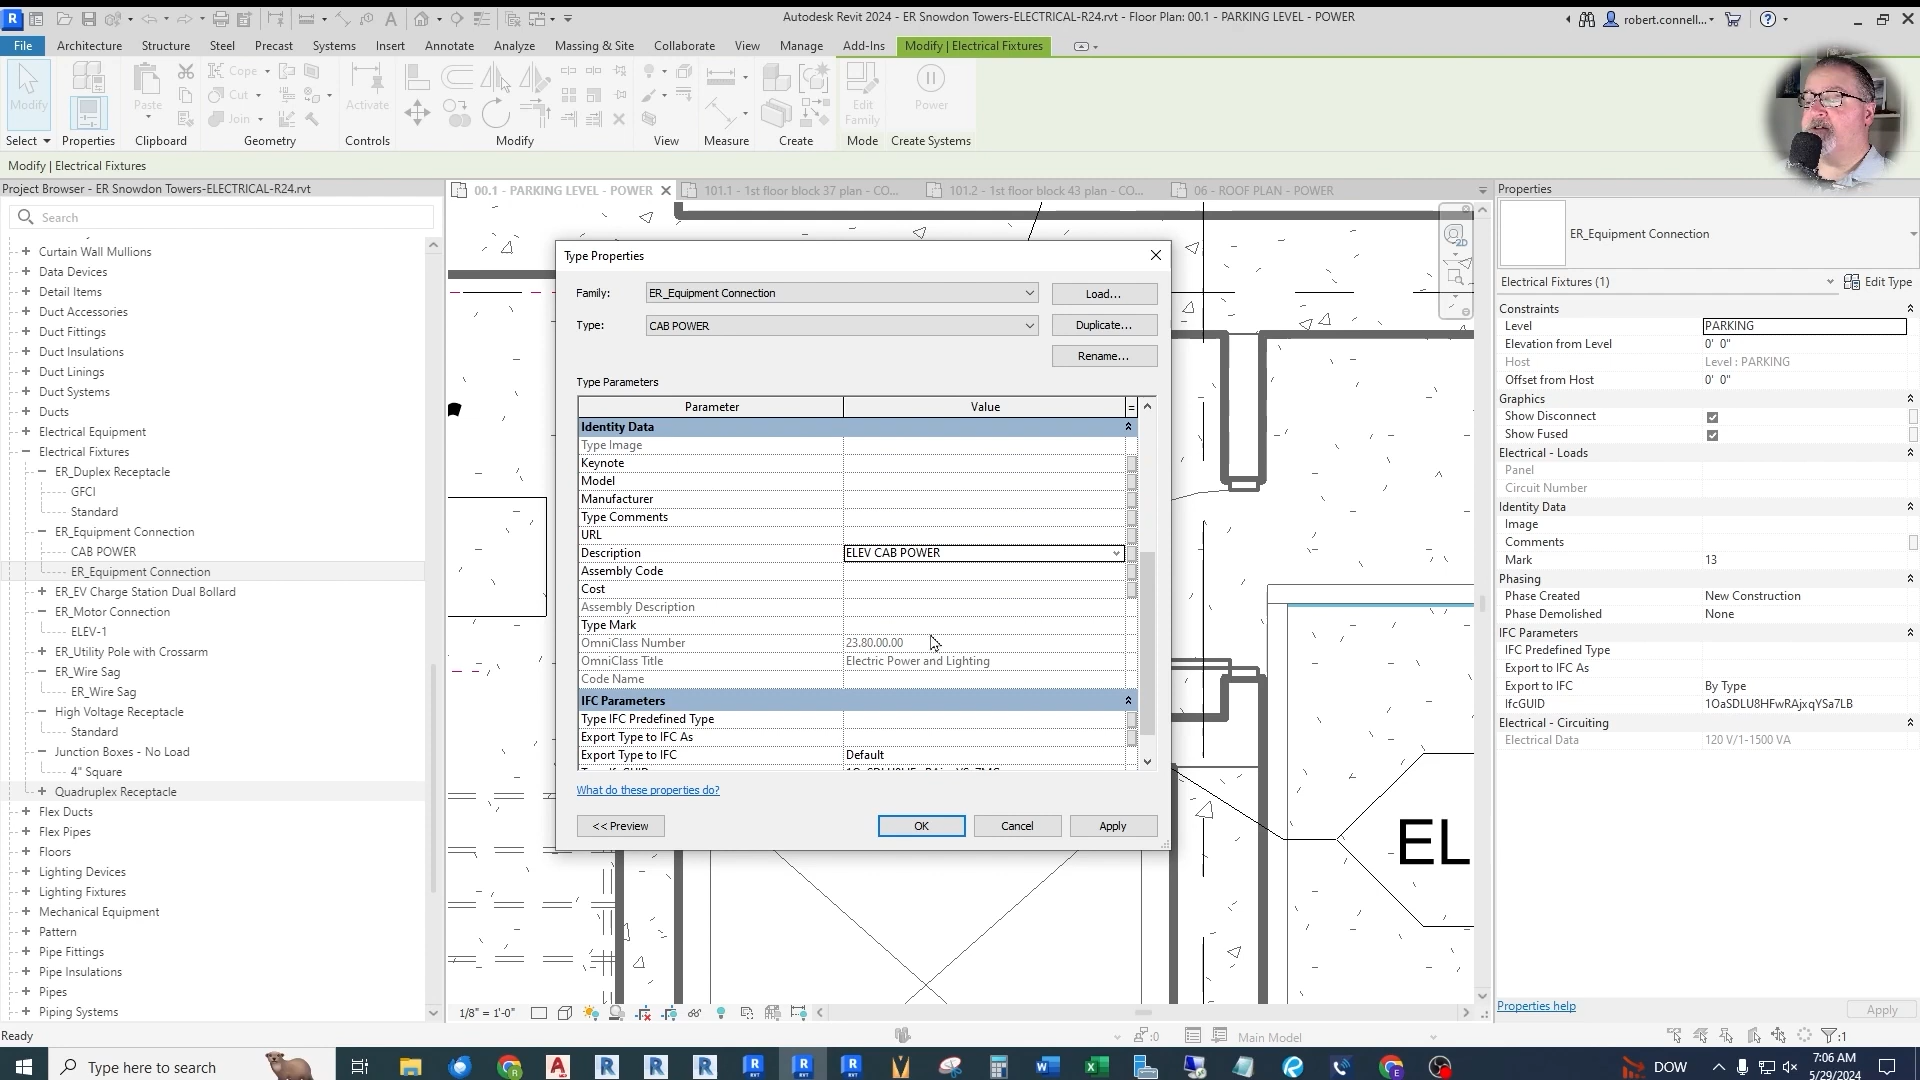 Autodesk Revit 2024 - ER Snowdon Towers-ELECTRICAL-R24.rvt - Floor Plan: 00.1 - PARKING LEVEL - POWER
robert.connell...
File Architecture Structure Steel Precast Systems Insert Annotate Analyze Massing & Site Collaborate View Manage Add-Ins Modify | Electrical Fixtures
Cope
Cut
Join
Modify
Paste
Activate
Edit Family
Power
Select Properties Clipboard Geometry Controls Modify View Measure Create Mode Create Systems
Modify | Electrical Fixtures
Project Browser - ER Snowdon Towers-ELECTRICAL-R24.rvt
Search
Curtain Wall Mullions
Data Devices
Detail Items
Duct Accessories
Duct Fittings
Duct Insulations
Duct Linings
Duct Systems
Ducts
Electrical Equipment
Electrical Fixtures
ER_Duplex Receptacle
GFCI
Standard
ER_Equipment Connection
CAB POWER
ER_Equipment Connection
ER_EV Charge Station Dual Bollard
ER_Motor Connection
ELEV-1
ER_Utility Pole with Crossarm
ER_Wire Sag
ER_Wire Sag
High Voltage Receptacle
Standard
Junction Boxes - No Load
4" Square
Quadruplex Receptacle
Flex Ducts
Flex Pipes
Floors
Lighting Devices
Lighting Fixtures
Mechanical Equipment
Pattern
Pipe Fittings
Pipe Insulations
Pipes
Piping Systems
00.1 - PARKING LEVEL - POWER
101.1 - 1st floor block 37 plan - CO...
101.2 - 1st floor block 43 plan - CO...
06 - ROOF PLAN - POWER
2D
EL
Type Properties
Family: ER_Equipment Connection Load...
Type: CAB POWER Duplicate...
Rename...
Type Parameters
Parameter Value =
Identity Data
Type Image
Keynote
Model
Manufacturer
Type Comments
URL
Description ELEV CAB POWER
Assembly Code
Cost
Assembly Description
Type Mark
OmniClass Number 23.80.00.00
OmniClass Title Electric Power and Lighting
Code Name
IFC Parameters
Type IFC Predefined Type
Export Type to IFC As
Export Type to IFC Default
What do these properties do?
<< Preview OK Cancel Apply
Properties
ER_Equipment Connection
Electrical Fixtures (1) Edit Type
Constraints
Level PARKING
Elevation from Level 0' 0"
Host Level : PARKING
Offset from Host 0' 0"
Graphics
Show Disconnect
Show Fused
Electrical - Loads
Panel
Circuit Number
Identity Data
Image
Comments
Mark 13
Phasing
Phase Created New Construction
Phase Demolished None
IFC Parameters
IFC Predefined Type
Export to IFC As
Export to IFC By Type
IfcGUID 1OaSDLU8HFwRAjxqYSa7LB
Electrical - Circuiting
Electrical Data 120 V/1-1500 VA
Properties help Apply
1/8" = 1'-0"
Ready
:0
Main Model
:1
Type here to search
DOW
7:06 AM
5/29/2024